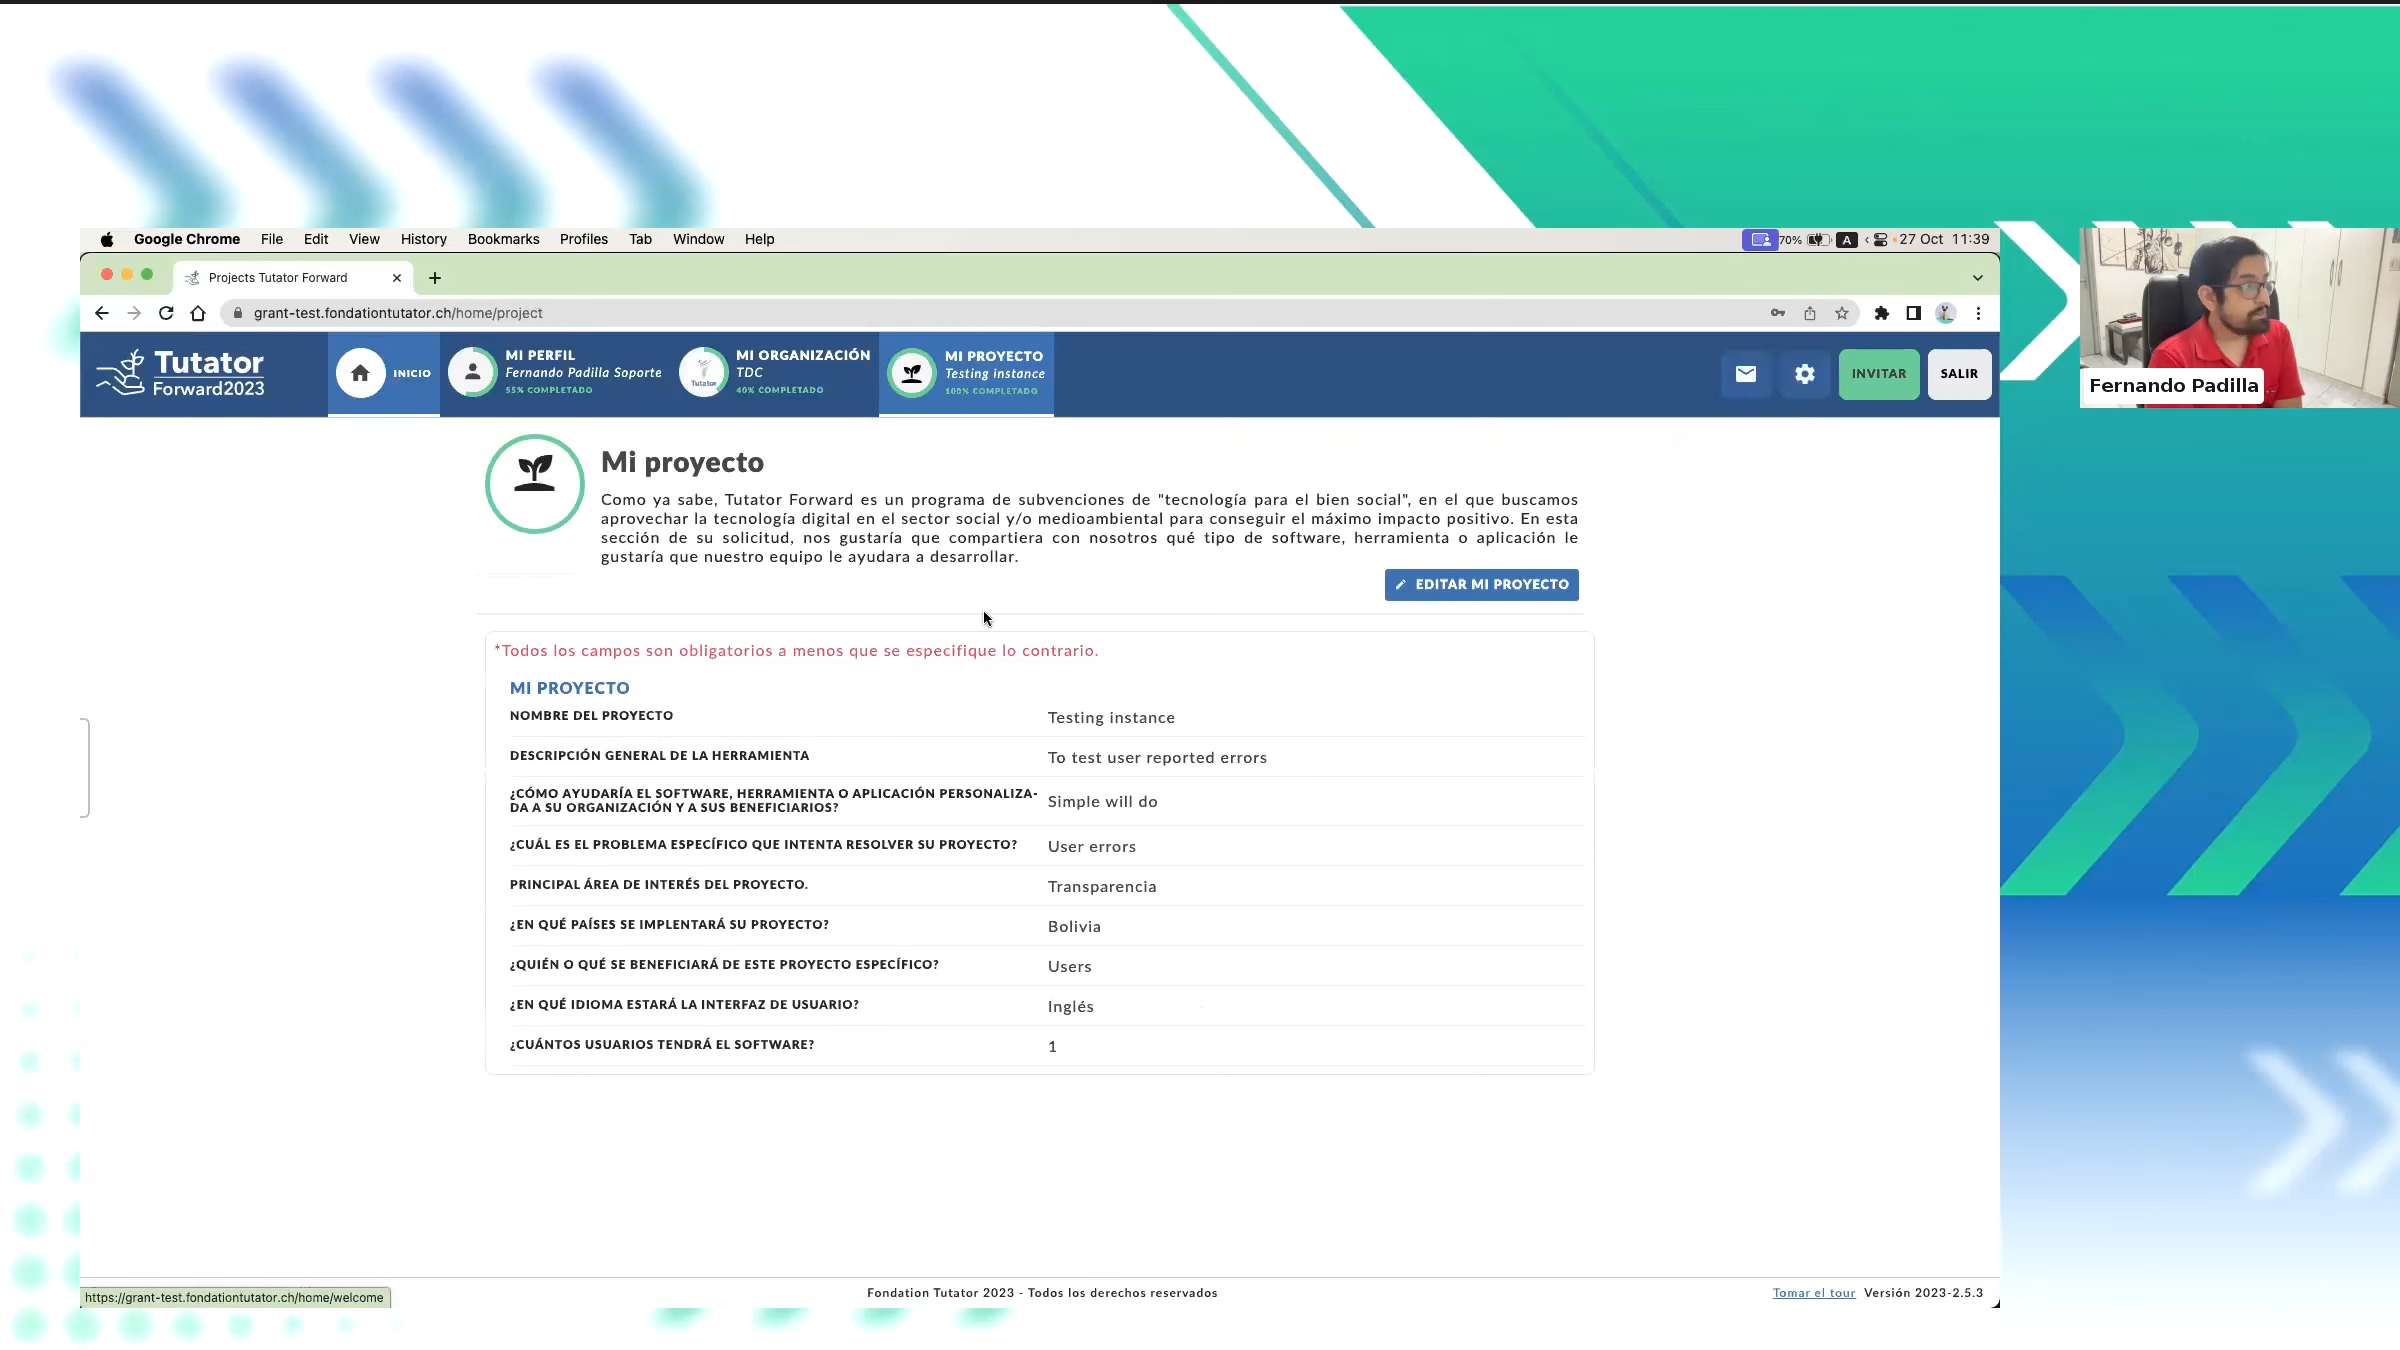 Google Chrome File Edit View History Bookmarks Profiles Tab Window Help
70% A 27 Oct 11:39
Projects Tutator Forward
grant-test.fondationtutator.ch/home/project
Tutator
Forward2023
INICIO
MI PERFIL
Fernando Padilla Soporte
55% COMPLETADO
Tutator
MI ORGANIZACIÓN
TDC
40% COMPLETADO
MI PROYECTO
Testing instance
100% COMPLETADO
INVITAR
SALIR
Fernando Padilla
Mi proyecto
Como ya sabe, Tutator Forward es un programa de subvenciones de "tecnología para el bien social", en el que buscamos
aprovechar la tecnología digital en el sector social y/o medioambiental para conseguir el máximo impacto positivo. En esta
sección de su solicitud, nos gustaría que compartiera con nosotros qué tipo de software, herramienta o aplicación le
gustaría que nuestro equipo le ayudara a desarrollar.
EDITAR MI PROYECTO
*Todos los campos son obligatorios a menos que se especifique lo contrario.
MI PROYECTO
NOMBRE DEL PROYECTO Testing instance
DESCRIPCIÓN GENERAL DE LA HERRAMIENTA To test user reported errors
¿CÓMO AYUDARÍA EL SOFTWARE, HERRAMIENTA O APLICACIÓN PERSONALIZA-
DA A SU ORGANIZACIÓN Y A SUS BENEFICIARIOS? Simple will do
¿CUÁL ES EL PROBLEMA ESPECÍFICO QUE INTENTA RESOLVER SU PROYECTO? User errors
PRINCIPAL ÁREA DE INTERÉS DEL PROYECTO. Transparencia
¿EN QUÉ PAÍSES SE IMPLENTARÁ SU PROYECTO? Bolivia
¿QUIÉN O QUÉ SE BENEFICIARÁ DE ESTE PROYECTO ESPECÍFICO? Users
¿EN QUÉ IDIOMA ESTARÁ LA INTERFAZ DE USUARIO? Inglés
¿CUÁNTOS USUARIOS TENDRÁ EL SOFTWARE? 1
https://grant-test.fondationtutator.ch/home/welcome
Fondation Tutator 2023 - Todos los derechos reservados
Tomar el tour Versión 2023-2.5.3